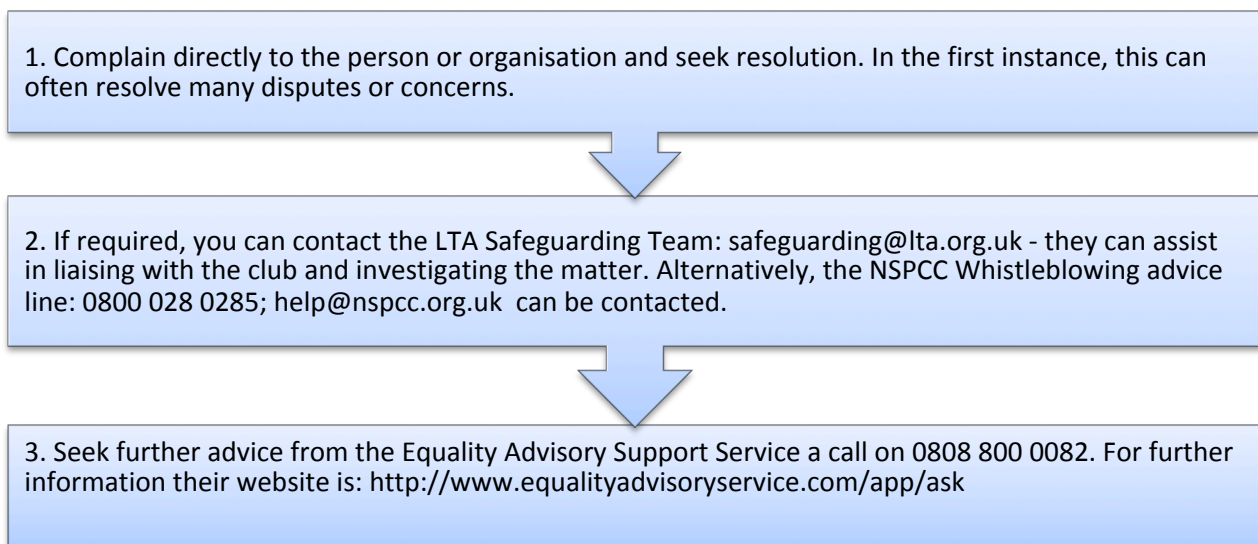 1. Complain directly to the person or organisation and seek resolution. In the first instance, this can
often resolve many disputes or concerns.
2. If required, you can contact the LTA Safeguarding Team: safeguarding@lta.org.uk - they can assist
in liaising with the club and investigating the matter. Alternatively, the NSPCC Whistleblowing advice
line: 0800 028 0285; help@nspcc.org.uk  can be contacted.
3. Seek further advice from the Equality Advisory Support Service a call on 0808 800 0082. For further
information their website is: http://www.equalityadvisoryservice.com/app/ask